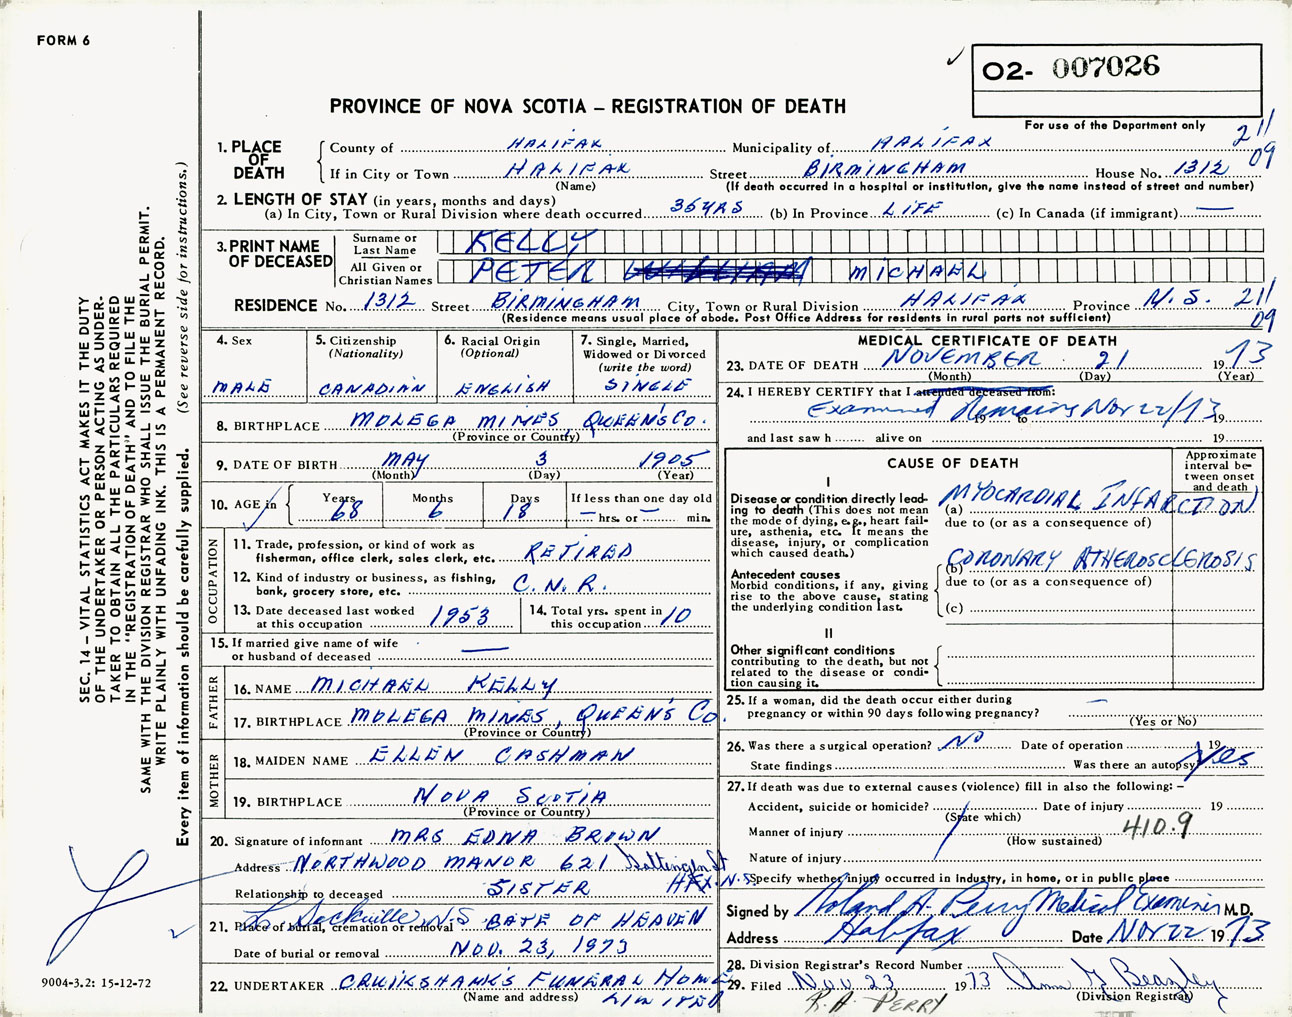 FORM 6
02- 007026
PROVINCE OF NOVA SCOTIA – REGISTRATION OF DEATH
For use of the Department only
211
09
1. PLACE OF DEATH
County of HALIFAX Municipality of HALIFAX
If in City or Town HALIFAX Street BIRMINGHAM House No. 1312
(Name) (If death occurred in a hospital or institution, give the name instead of street and number)
2. LENGTH OF STAY (in years, months and days)
(a) In City, Town or Rural Division where death occurred 35 YRS (b) In Province LIFE (c) In Canada (if immigrant) —
3. PRINT NAME OF DECEASED
Surname or Last Name KELLY
All Given or Christian Names PETER MICHAEL
RESIDENCE No. 1312 Street BIRMINGHAM City, Town or Rural Division HALIFAX Province N.S. 211
(Residence means usual place of abode. Post Office Address for residents in rural parts not sufficient) 09
4. Sex
MALE
5. Citizenship (Nationality)
CANADIAN
6. Racial Origin (Optional)
ENGLISH
7. Single, Married, Widowed or Divorced (write the word)
SINGLE
8. BIRTHPLACE MOLEGA MINES, QUEEN'S CO.
(Province or Country)
9. DATE OF BIRTH MAY 3 1905
(Month) (Day) (Year)
10. AGE in Years 68 Months 6 Days 18 If less than one day old
— hrs. or — min.
OCCUPATION
11. Trade, profession, or kind of work as fisherman, office clerk, sales clerk, etc. RETIRED
12. Kind of industry or business, as fishing, bank, grocery store, etc. C.N.R.
13. Date deceased last worked at this occupation 1953
14. Total yrs. spent in this occupation 10
15. If married give name of wife or husband of deceased —
FATHER
16. NAME MICHAEL KELLY
17. BIRTHPLACE MOLEGA MINES, QUEEN'S CO.
(Province or Country)
MOTHER
18. MAIDEN NAME ELLEN CASHMAN
19. BIRTHPLACE NOVA SCOTIA
(Province or Country)
20. Signature of informant MRS EDNA BROWN
Address NORTHWOOD MANOR 621 Gottingen St HFX. N.S.
Relationship to deceased SISTER
21. Place of burial, cremation or removal L. Sackville N.S GATE OF HEAVEN
Date of burial or removal NOV. 23, 1973
22. UNDERTAKER CRUIKSHANK'S FUNERAL HOME LIMITED
(Name and address)
MEDICAL CERTIFICATE OF DEATH
23. DATE OF DEATH NOVEMBER 21 1973
(Month) (Day) (Year)
24. I HEREBY CERTIFY that I attended deceased from:
Examined Remains Nov 22/73
19 to 19
and last saw h alive on 19
CAUSE OF DEATH
Approximate interval between onset and death
I
Disease or condition directly leading to death (This does not mean the mode of dying, e.g., heart failure, asthenia, etc. It means the disease, injury, or complication which caused death.)
(a) MYOCARDIAL INFARCTION
due to (or as a consequence of)
Antecedent causes
Morbid conditions, if any, giving rise to the above cause, stating the underlying condition last.
(b) CORONARY ATHEROSCLEROSIS
due to (or as a consequence of)
(c)
II
Other significant conditions contributing to the death, but not related to the disease or condition causing it.
25. If a woman, did the death occur either during pregnancy or within 90 days following pregnancy? —
(Yes or No)
26. Was there a surgical operation? NO Date of operation 19
State findings Was there an autopsy yes
27. If death was due to external causes (violence) fill in also the following: –
Accident, suicide or homicide? Date of injury 19
(State which)
Manner of injury 410.9
(How sustained)
Nature of injury
Specify whether injury occurred in industry, in home, or in public place
Signed by Roland A. Perry Medical Examiner M.D.
Address Halifax Date Nov 22 1973
28. Division Registrar's Record Number
29. Filed Nov 23 1973 Ann Beazley
(Division Registrar)
R.A. PERRY
SEC. 14 – VITAL STATISTICS ACT MAKES IT THE DUTY
OF THE UNDERTAKER OR PERSON ACTING AS UNDERTAKER TO OBTAIN ALL THE PARTICULARS REQUIRED
IN THE "REGISTRATION OF DEATH" AND TO FILE THE
SAME WITH THE DIVISION REGISTRAR WHO SHALL ISSUE THE BURIAL PERMIT.
WRITE PLAINLY WITH UNFADING INK. THIS IS A PERMANENT RECORD.
Every item of information should be carefully supplied. (See reverse side for instructions.)
9004-3.2: 15-12-72